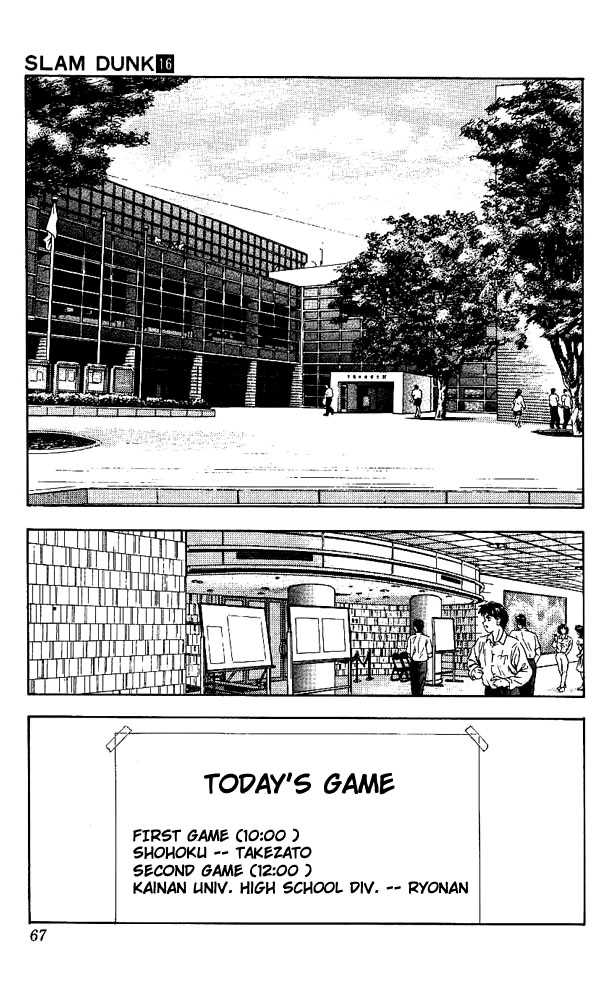 SLAM DUNK 16
TODAY'S GAME
FIRST GAME (10:00 )
SHOHOKU -- TAKEZATO
SECOND GAME (12:00 )
KAINAN UNIV. HIGH SCHOOL DIV. -- RYONAN
67